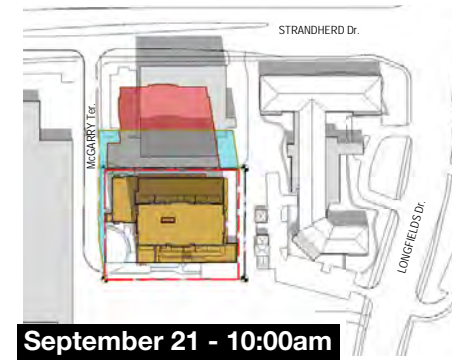 STRANDHERD Dr.
McGARRY Ter.
LONGFIELDS Dr.
September 21 - 10:00am